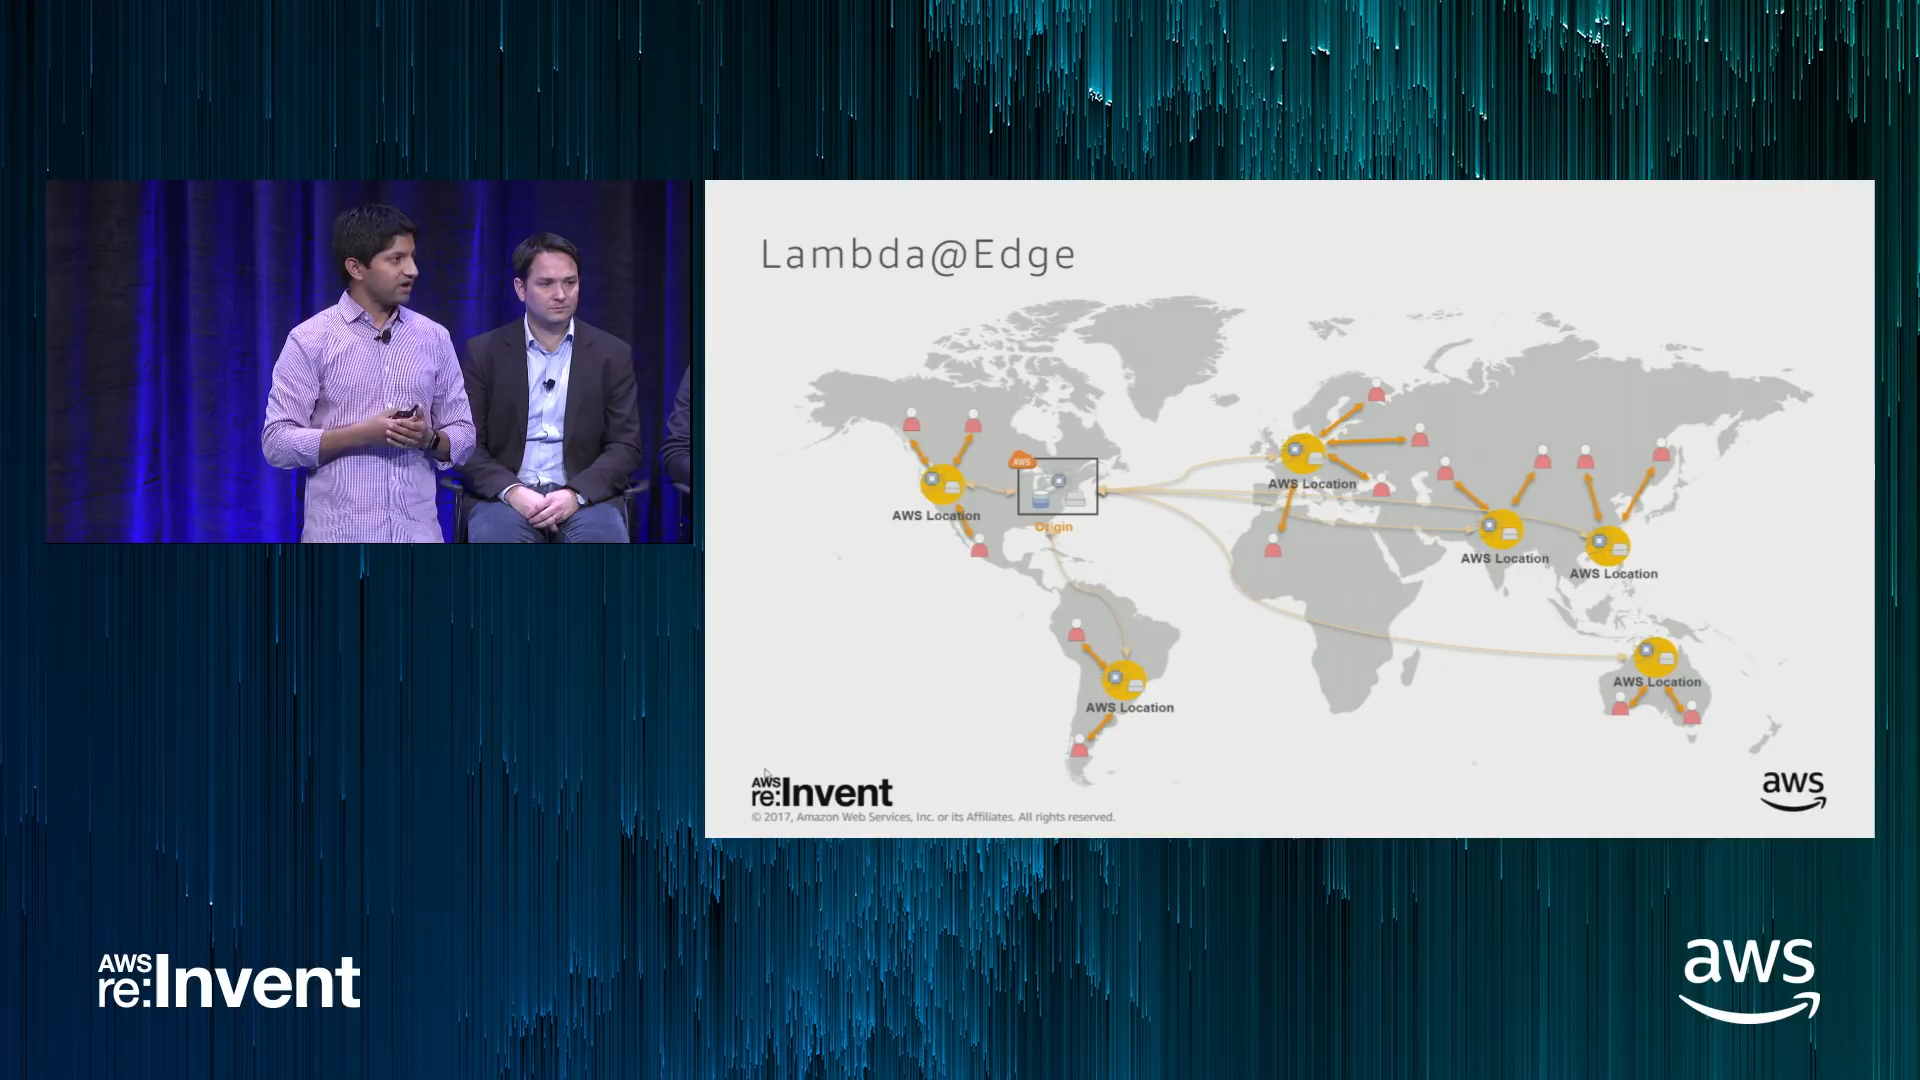 Lambda@Edge
AWS
Origin
AWS Location
AWS Location
AWS Location
AWS Location
AWS Location
AWS Location
AWS
re:Invent
© 2017, Amazon Web Services, Inc. or its Affiliates. All rights reserved.
aws
AWS
re:Invent
aws